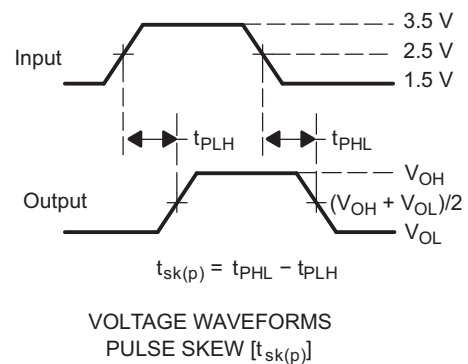 3.5 V
Input
2.5 V
1.5 V
tPLH
tPHL
VOH
Output
(VOH + VOL)/2
VOL
tsk(p) = tPHL − tPLH
VOLTAGE WAVEFORMS
PULSE SKEW [tsk(p)]